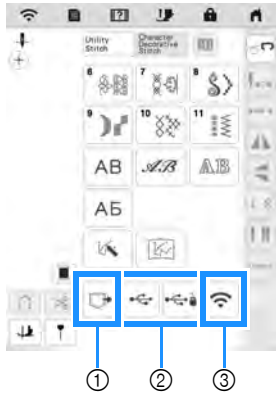 Utility
Stitch
Character
Decorative
Stitch
6 7 8
9 10 11
AB AB AB
АБ
① ② ③